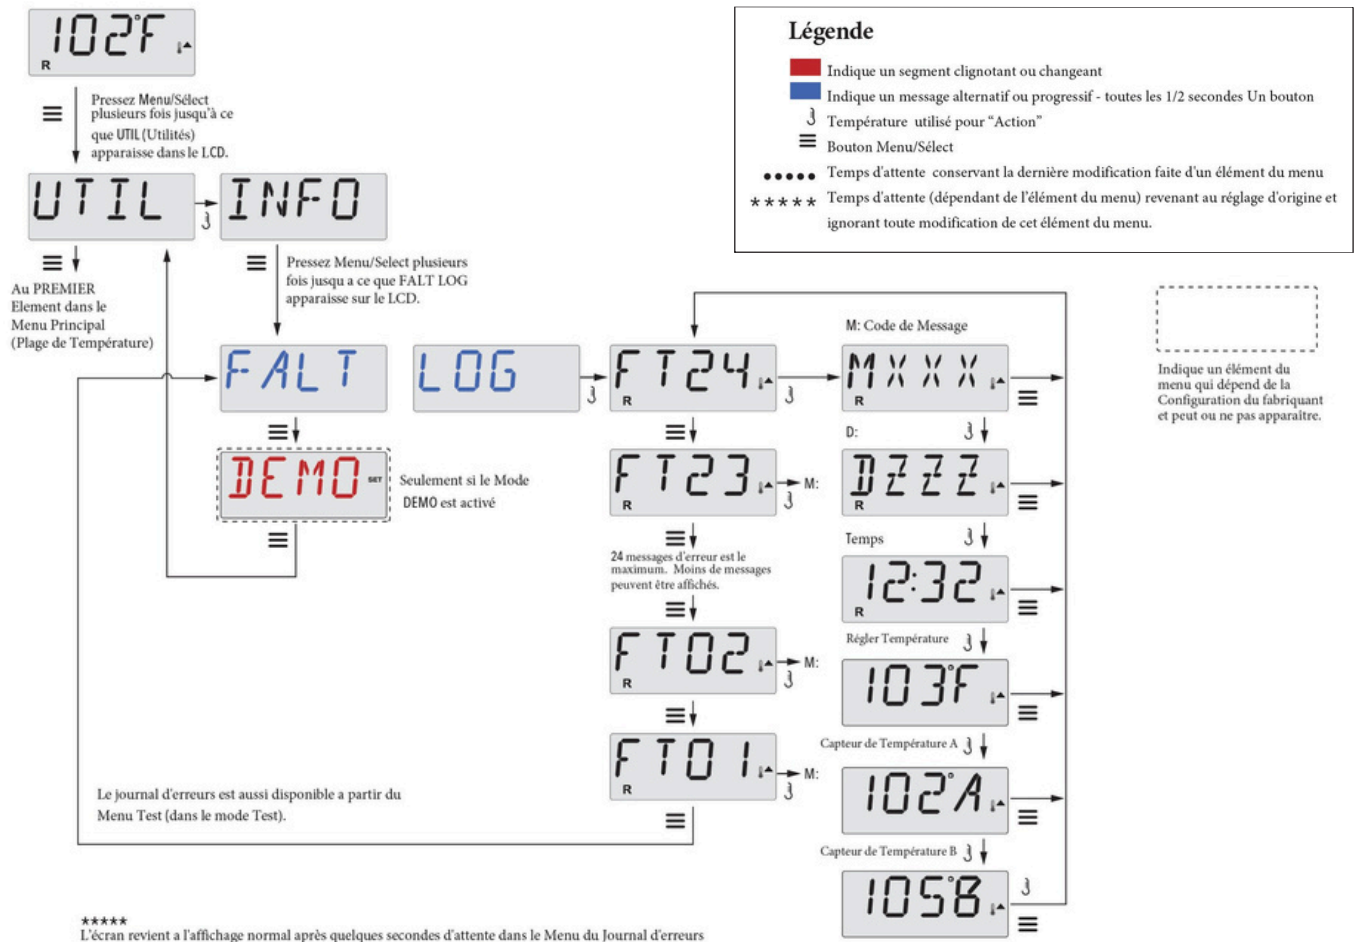 102°F
R
Pressez Menu/Sélect
plusieurs fois jusqu'à ce
que UTIL (Utilités)
apparaisse dans le LCD.
UTIL
INFO
Au PREMIER
Element dans le
Menu Principal
(Plage de Température)
Pressez Menu/Select plusieurs
fois jusqu a ce que FALT LOG
apparaisse sur le LCD.
Légende
Indique un segment clignotant ou changeant
Indique un message alternatif ou progressif - toutes les 1/2 secondes Un bouton
Température utilisé pour "Action"
Bouton Menu/Sélect
••••• Temps d'attente conservant la dernière modification faite d'un élément du menu
***** Temps d'attente (dépendant de l'élément du menu) revenant au réglage d'origine et
ignorant toute modification de cet élément du menu.
Indique un élément du
menu qui dépend de la
Configuration du fabriquant
et peut ou ne pas apparaître.
FALT
LOG
DEMO
SET
Seulement si le Mode
DEMO est activé
FT24
R
FT23
R
M:
24 messages d'erreur est le
maximum. Moins de messages
peuvent être affichés.
FT02
R
M:
FT01
R
M:
M: Code de Message
MXXX
R
D:
DZZZ
R
Temps
12:32
R
Régler Température
103°F
Capteur de Température A
102°A
Capteur de Température B
105°B
Le journal d'erreurs est aussi disponible a partir du
Menu Test (dans le mode Test).
*****
L'écran revient a l'affichage normal après quelques secondes d'attente dans le Menu du Journal d'erreurs